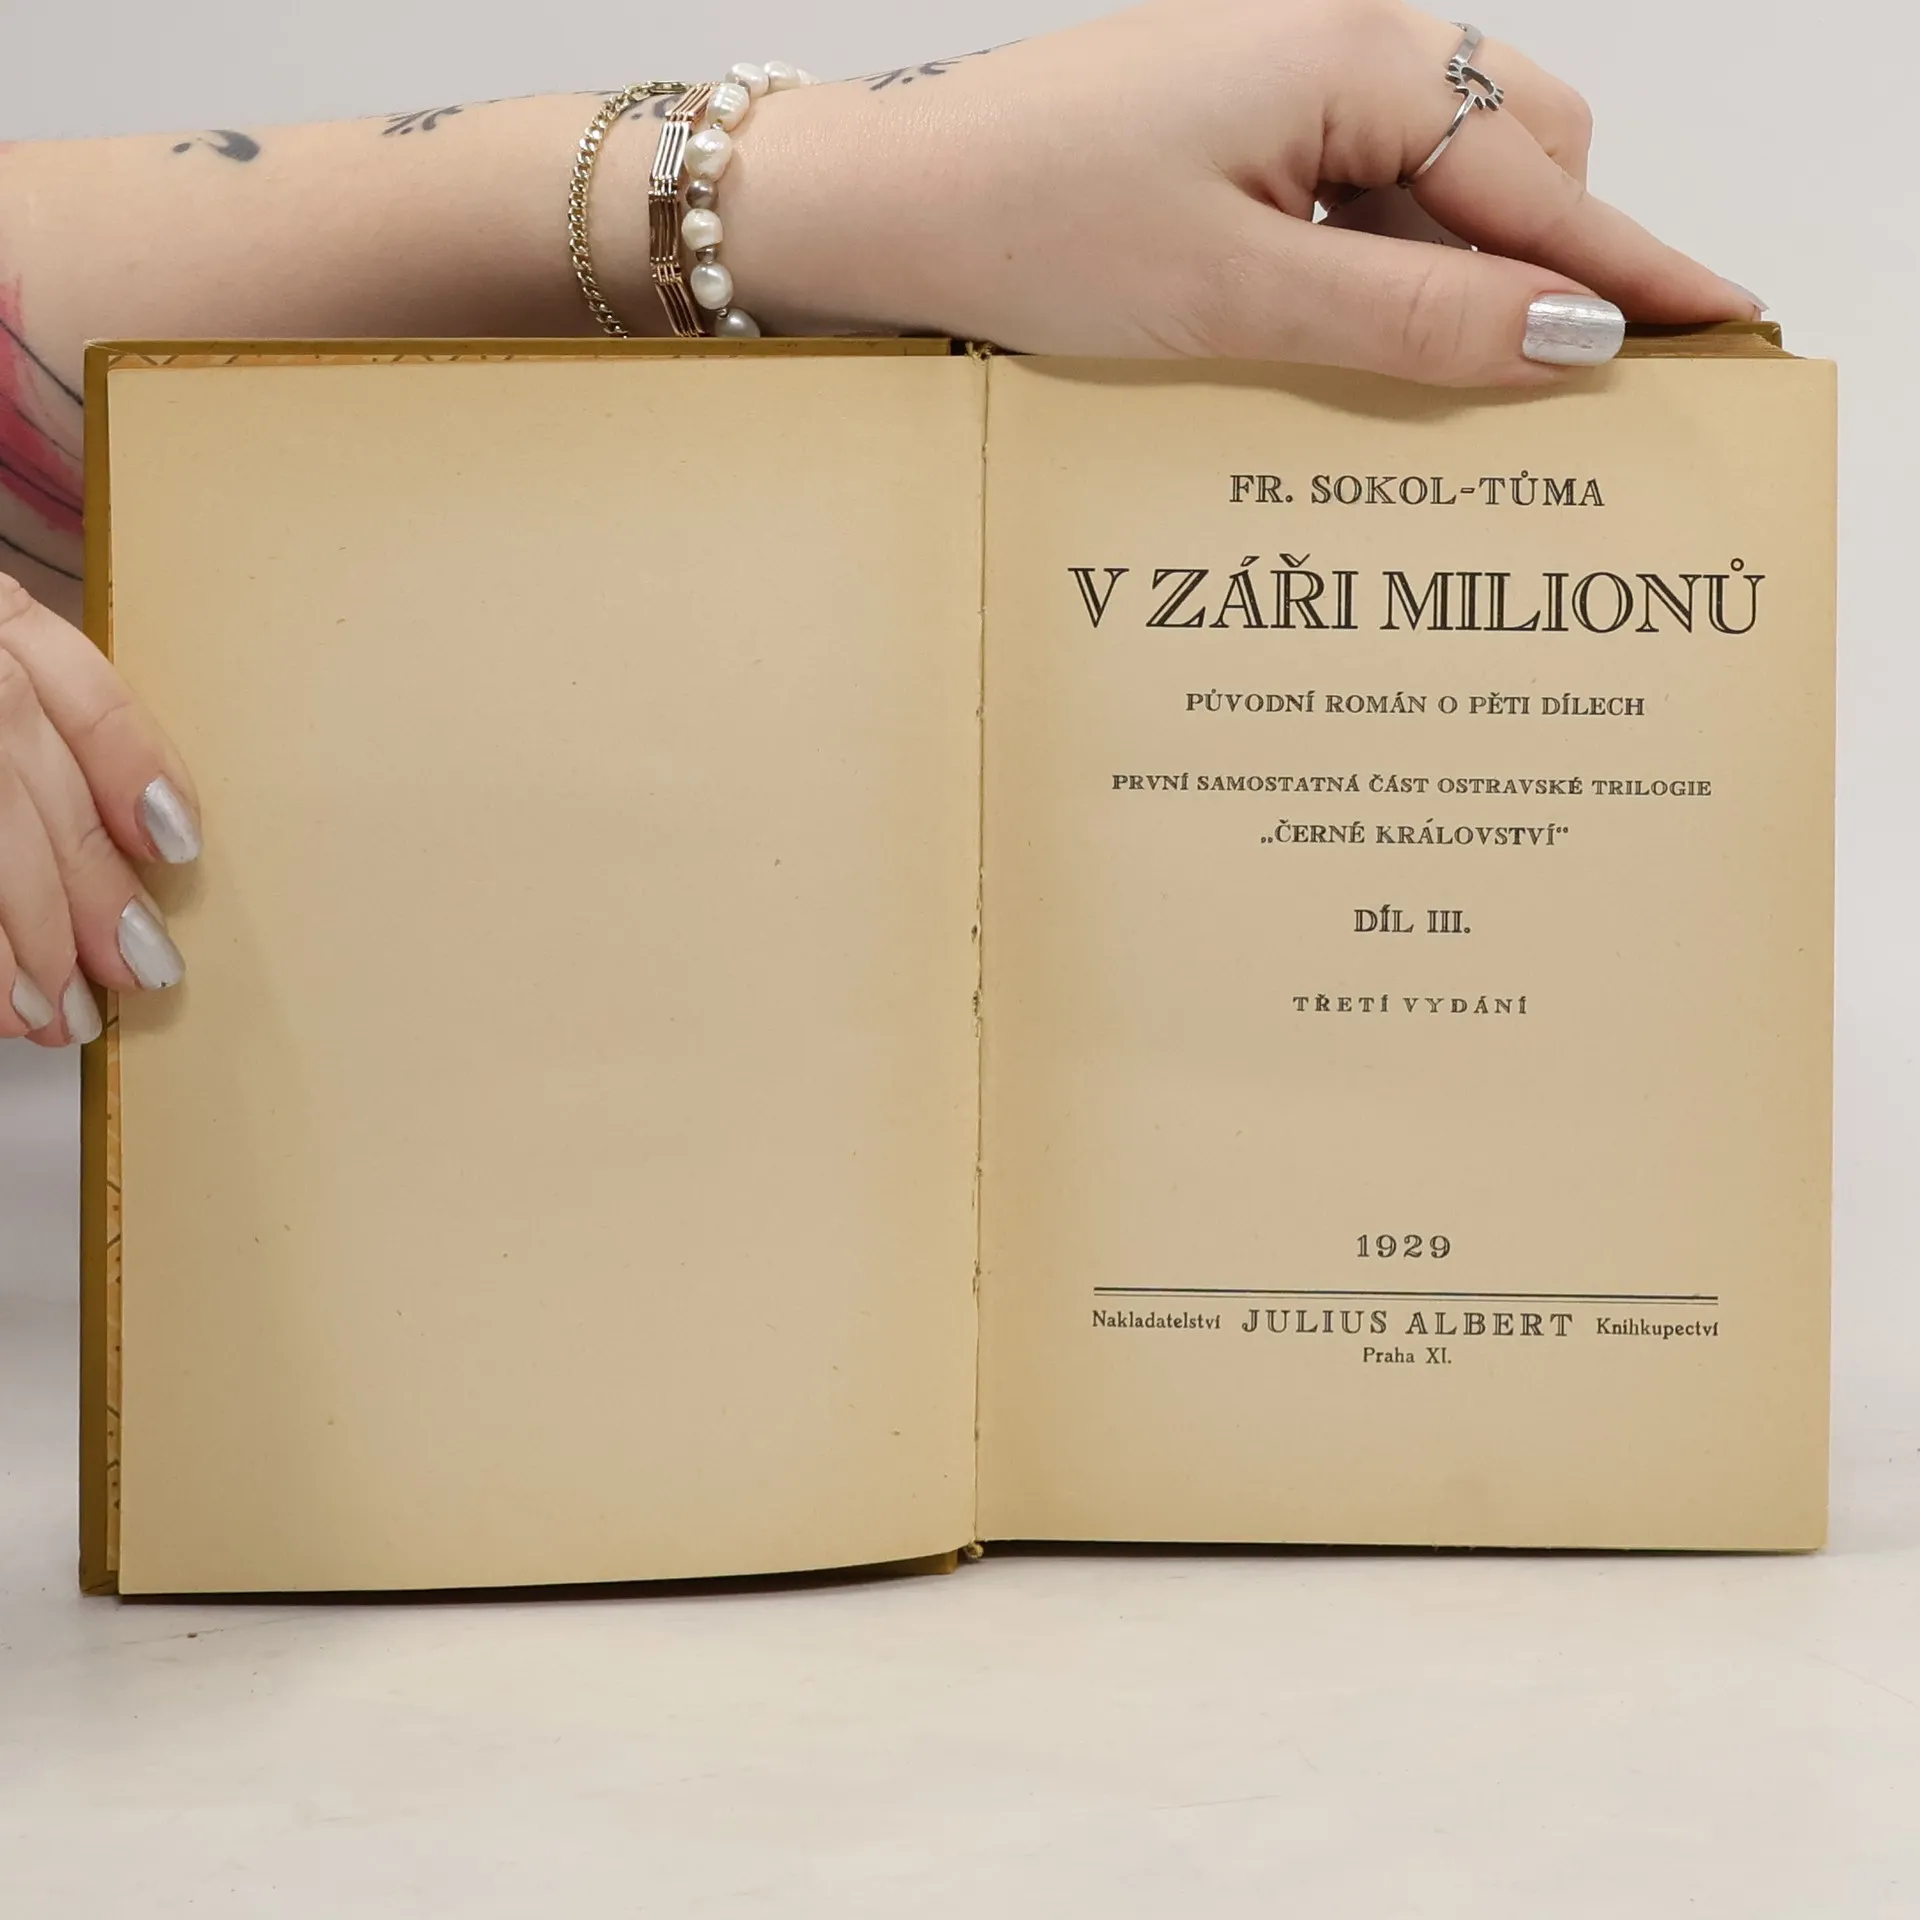 FR. SOKOL-TŮMA
V ZÁŘI MILIONŮ
PŮVODNÍ ROMÁN O PĚTI DÍLECH
PRVNÍ SAMOSTATNÁ ČÁST OSTRAVSKÉ TRILOGIE
„ČERNÉ KRÁLOVSTVÍ“
DÍL III.
TŘETÍ VYDÁNÍ
1929
Nakladatelství JULIUS ALBERT Knihkupectví
Praha XI.